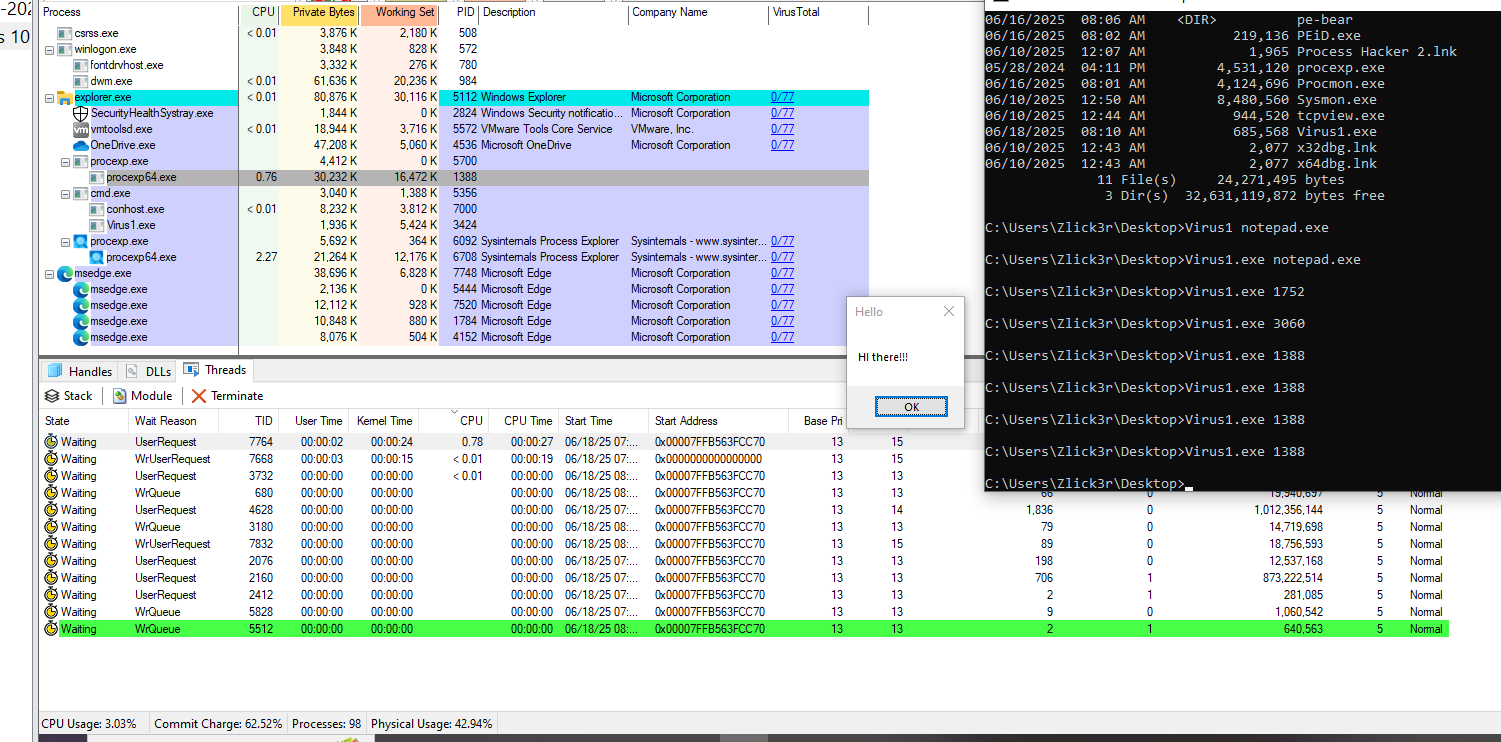 -202
s 10
Process CPU Private Bytes Working Set PID Description Company Name VirusTotal
csrss.exe < 0.01 3,876 K 2,180 K 508
winlogon.exe 3,848 K 828 K 572
fontdrvhost.exe 3,332 K 276 K 780
dwm.exe < 0.01 61,636 K 20,236 K 984
explorer.exe < 0.01 80,876 K 30,116 K 5112 Windows Explorer Microsoft Corporation 0/77
SecurityHealthSystray.exe 1,844 K 0 K 2824 Windows Security notificatio... Microsoft Corporation 0/77
vm vmtoolsd.exe < 0.01 18,944 K 3,716 K 5572 VMware Tools Core Service VMware, Inc. 0/77
OneDrive.exe 47,208 K 5,060 K 4536 Microsoft OneDrive Microsoft Corporation 0/77
procexp.exe 4,412 K 0 K 5700
procexp64.exe 0.76 30,232 K 16,472 K 1388
cmd.exe 3,040 K 1,388 K 5356
conhost.exe < 0.01 8,232 K 3,812 K 7000
Virus1.exe 1,936 K 5,424 K 3424
procexp.exe 5,692 K 364 K 6092 Sysinternals Process Explorer Sysinternals - www.sysinter... 0/77
procexp64.exe 2.27 21,264 K 12,176 K 6708 Sysinternals Process Explorer Sysinternals - www.sysinter... 0/77
msedge.exe 38,696 K 6,828 K 7748 Microsoft Edge Microsoft Corporation 0/77
msedge.exe 2,136 K 0 K 5444 Microsoft Edge Microsoft Corporation 0/77
msedge.exe 12,112 K 928 K 7520 Microsoft Edge Microsoft Corporation 0/77
msedge.exe 10,848 K 880 K 1784 Microsoft Edge Microsoft Corporation 0/77
msedge.exe 8,076 K 504 K 4152 Microsoft Edge Microsoft Corporation 0/77
Handles DLLs Threads
Stack Module Terminate
State Wait Reason TID User Time Kernel Time CPU CPU Time Start Time Start Address Base Pri
Waiting UserRequest 7764 00:00:02 00:00:24 0.78 00:00:27 06/18/25 07:... 0x00007FFB563FCC70 13 15
Waiting WrUserRequest 7668 00:00:03 00:00:15 < 0.01 00:00:19 06/18/25 07:... 0x0000000000000000 13 15
Waiting UserRequest 3732 00:00:00 00:00:00 < 0.01 00:00:00 06/18/25 08:... 0x00007FFB563FCC70 13 15
Waiting WrQueue 680 00:00:00 00:00:00 00:00:00 06/18/25 08:... 0x00007FFB563FCC70 13 13 66 0 19,940,697 5 Normal
Waiting UserRequest 4628 00:00:00 00:00:00 00:00:00 06/18/25 07:... 0x00007FFB563FCC70 13 14 1,836 0 1,012,356,144 5 Normal
Waiting WrQueue 3180 00:00:00 00:00:00 00:00:00 06/18/25 08:... 0x00007FFB563FCC70 13 13 79 0 14,719,698 5 Normal
Waiting WrUserRequest 7832 00:00:00 00:00:00 00:00:00 06/18/25 07:... 0x00007FFB563FCC70 13 15 89 0 18,756,593 5 Normal
Waiting UserRequest 2076 00:00:00 00:00:00 00:00:00 06/18/25 07:... 0x00007FFB563FCC70 13 13 198 0 12,537,168 5 Normal
Waiting UserRequest 2160 00:00:00 00:00:00 00:00:00 06/18/25 07:... 0x00007FFB563FCC70 13 13 706 1 873,222,514 5 Normal
Waiting UserRequest 2412 00:00:00 00:00:00 00:00:00 06/18/25 07:... 0x00007FFB563FCC70 13 13 2 1 281,085 5 Normal
Waiting WrQueue 5828 00:00:00 00:00:00 00:00:00 06/18/25 07:... 0x00007FFB563FCC70 13 13 9 0 1,060,542 5 Normal
Waiting WrQueue 5512 00:00:00 00:00:00 00:00:00 06/18/25 08:... 0x00007FFB563FCC70 13 13 2 1 640,563 5 Normal
CPU Usage: 3.03% Commit Charge: 62.52% Processes: 98 Physical Usage: 42.94%
Hello
HI there!!!
OK
06/16/2025 08:06 AM <DIR> pe-bear
06/16/2025 08:02 AM 219,136 PEiD.exe
06/10/2025 12:07 AM 1,965 Process Hacker 2.lnk
05/28/2024 04:11 PM 4,531,120 procexp.exe
06/16/2025 08:01 AM 4,124,696 Procmon.exe
06/10/2025 12:50 AM 8,480,560 Sysmon.exe
06/10/2025 12:44 AM 944,520 tcpview.exe
06/18/2025 08:10 AM 685,568 Virus1.exe
06/10/2025 12:43 AM 2,077 x32dbg.lnk
06/10/2025 12:43 AM 2,077 x64dbg.lnk
11 File(s) 24,271,495 bytes
3 Dir(s) 32,631,119,872 bytes free
C:\Users\Zlick3r\Desktop>Virus1 notepad.exe
C:\Users\Zlick3r\Desktop>Virus1.exe notepad.exe
C:\Users\Zlick3r\Desktop>Virus1.exe 1752
C:\Users\Zlick3r\Desktop>Virus1.exe 3060
C:\Users\Zlick3r\Desktop>Virus1.exe 1388
C:\Users\Zlick3r\Desktop>Virus1.exe 1388
C:\Users\Zlick3r\Desktop>Virus1.exe 1388
C:\Users\Zlick3r\Desktop>Virus1.exe 1388
C:\Users\Zlick3r\Desktop>